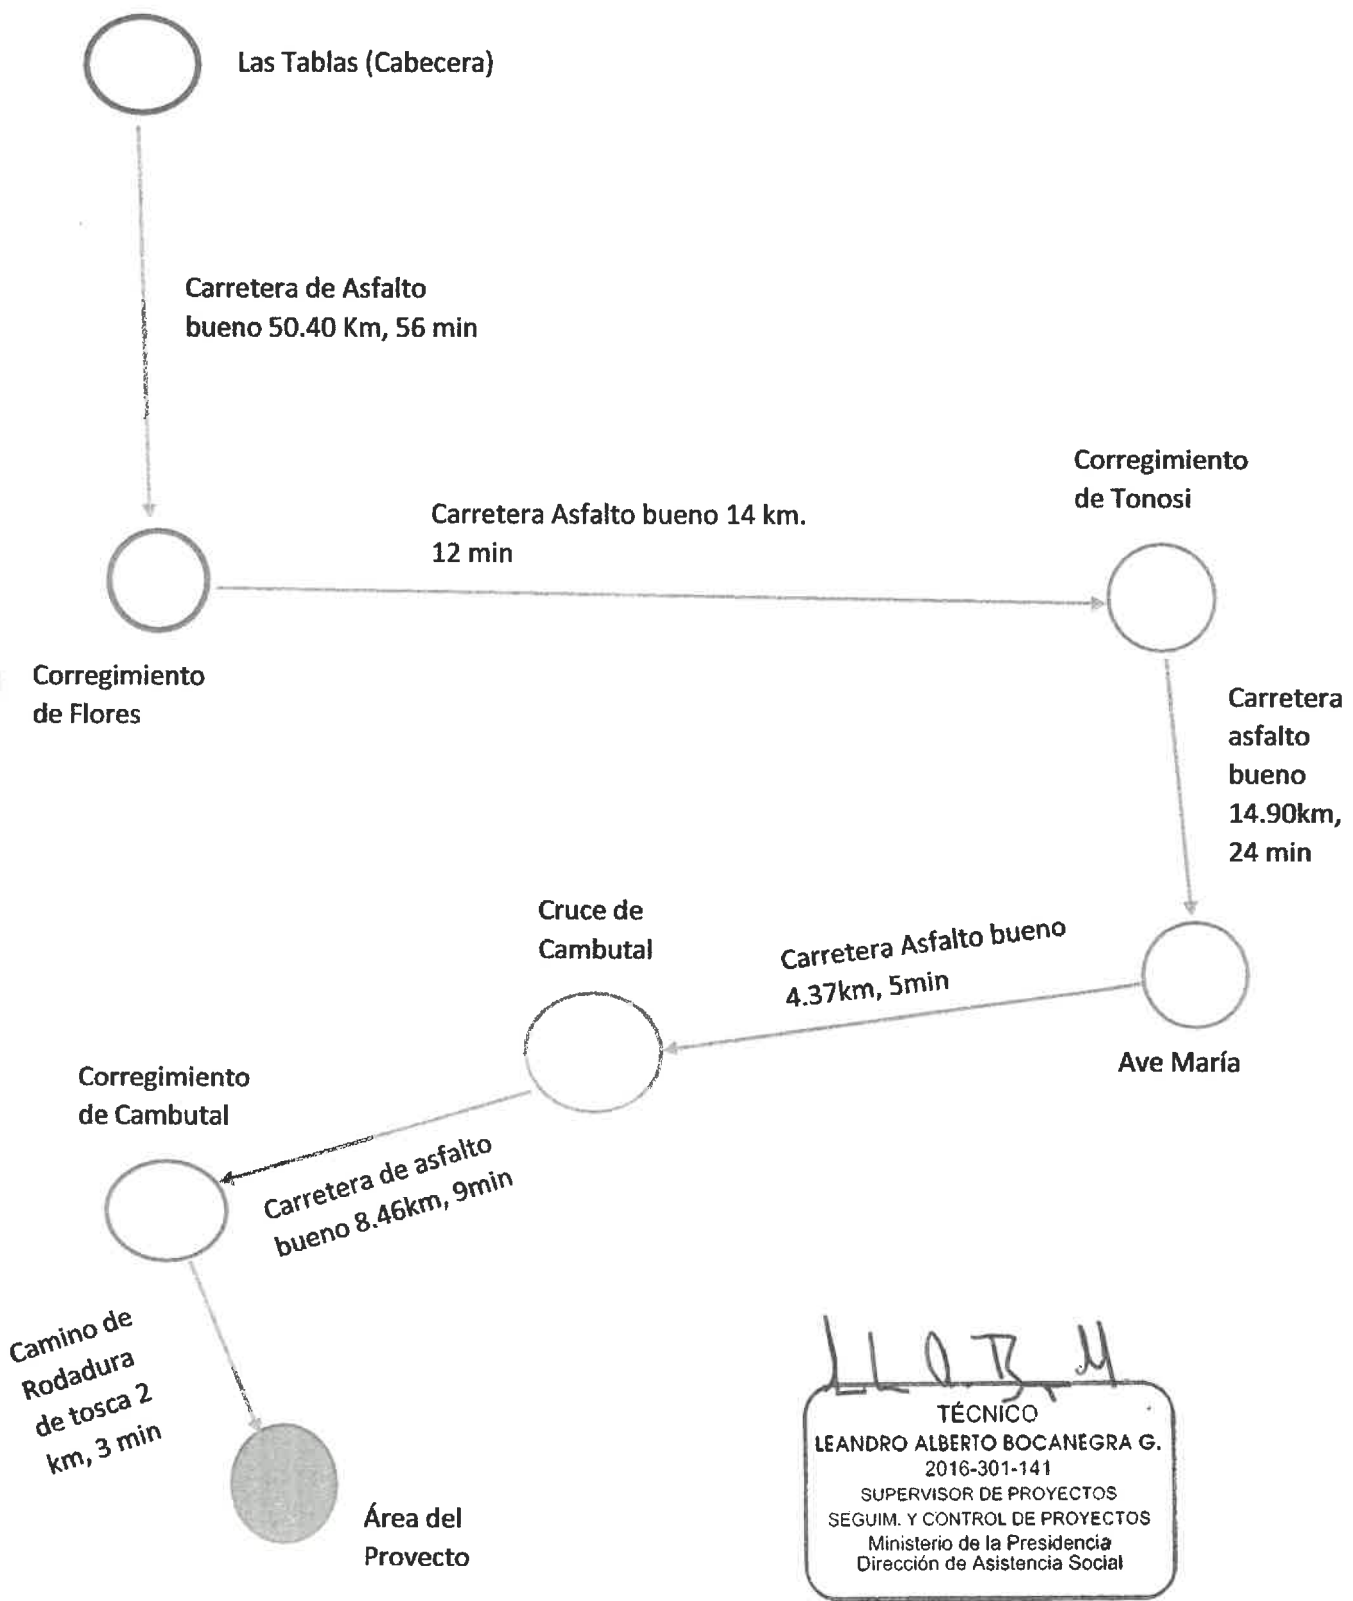 Las Tablas (Cabecera)
Carretera de Asfalto
bueno 50.40 Km, 56 min
Corregimiento
de Tonosi
Carretera Asfalto bueno 14 km.
12 min
Corregimiento
de Flores
Carretera
asfalto
bueno
14.90km,
24 min
Cruce de
Cambutal
Carretera Asfalto bueno
4.37km, 5min
Ave María
Corregimiento
de Cambutal
Carretera de asfalto
bueno 8.46km, 9min
Camino de
Rodadura
de tosca 2
km, 3 min
Área del
Provecto
TÉCNICO
LEANDRO ALBERTO BOCANEGRA G.
2016-301-141
SUPERVISOR DE PROYECTOS
SEGUIM. Y CONTROL DE PROYECTOS
Ministerio de la Presidencia
Dirección de Asistencia Social